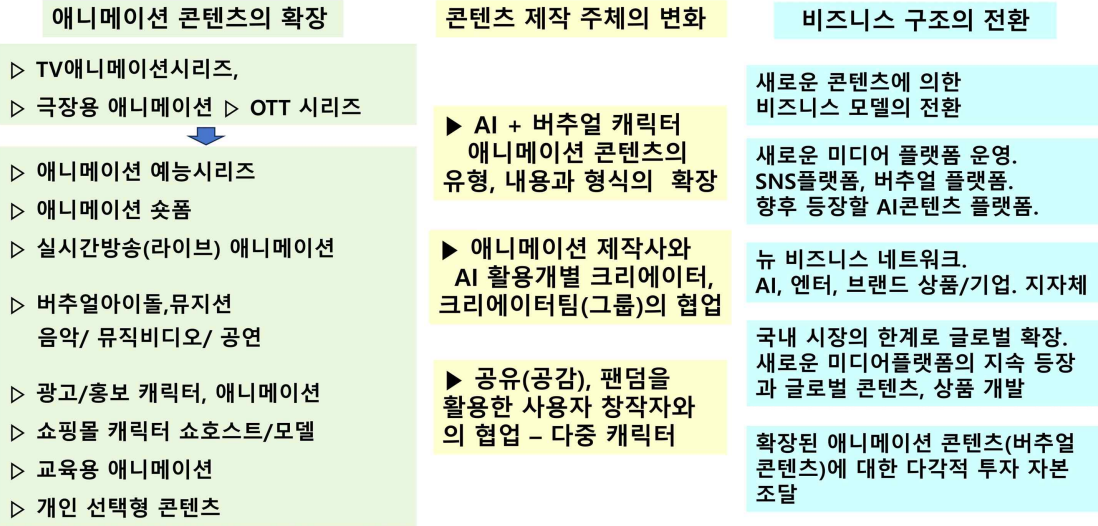 애니메이션 콘텐츠의 확장
▷ TV애니메이션시리즈,
▷ 극장용 애니메이션 ▷ OTT 시리즈
▷ 애니메이션 예능시리즈
▷ 애니메이션 숏폼
▷ 실시간방송(라이브) 애니메이션
▷ 버추얼아이돌,뮤지션
음악/ 뮤직비디오/ 공연
▷ 광고/홍보 캐릭터, 애니메이션
▷ 쇼핑몰 캐릭터 쇼호스트/모델
▷ 교육용 애니메이션
▷ 개인 선택형 콘텐츠
콘텐츠 제작 주체의 변화
▶ AI + 버추얼 캐릭터
애니메이션 콘텐츠의
유형, 내용과 형식의 확장
▶ 애니메이션 제작사와
AI 활용개별 크리에이터,
크리에이터팀(그룹)의 협업
▶ 공유(공감), 팬덤을
활용한 사용자 창작자와
의 협업 – 다중 캐릭터
비즈니스 구조의 전환
새로운 콘텐츠에 의한
비즈니스 모델의 전환
새로운 미디어 플랫폼 운영.
SNS플랫폼, 버추얼 플랫폼.
향후 등장할 AI콘텐츠 플랫폼.
뉴 비즈니스 네트워크.
AI, 엔터, 브랜드 상품/기업. 지자체
국내 시장의 한계로 글로벌 확장.
새로운 미디어플랫폼의 지속 등장
과 글로벌 콘텐츠, 상품 개발
확장된 애니메이션 콘텐츠(버추얼
콘텐츠)에 대한 다각적 투자 자본
조달